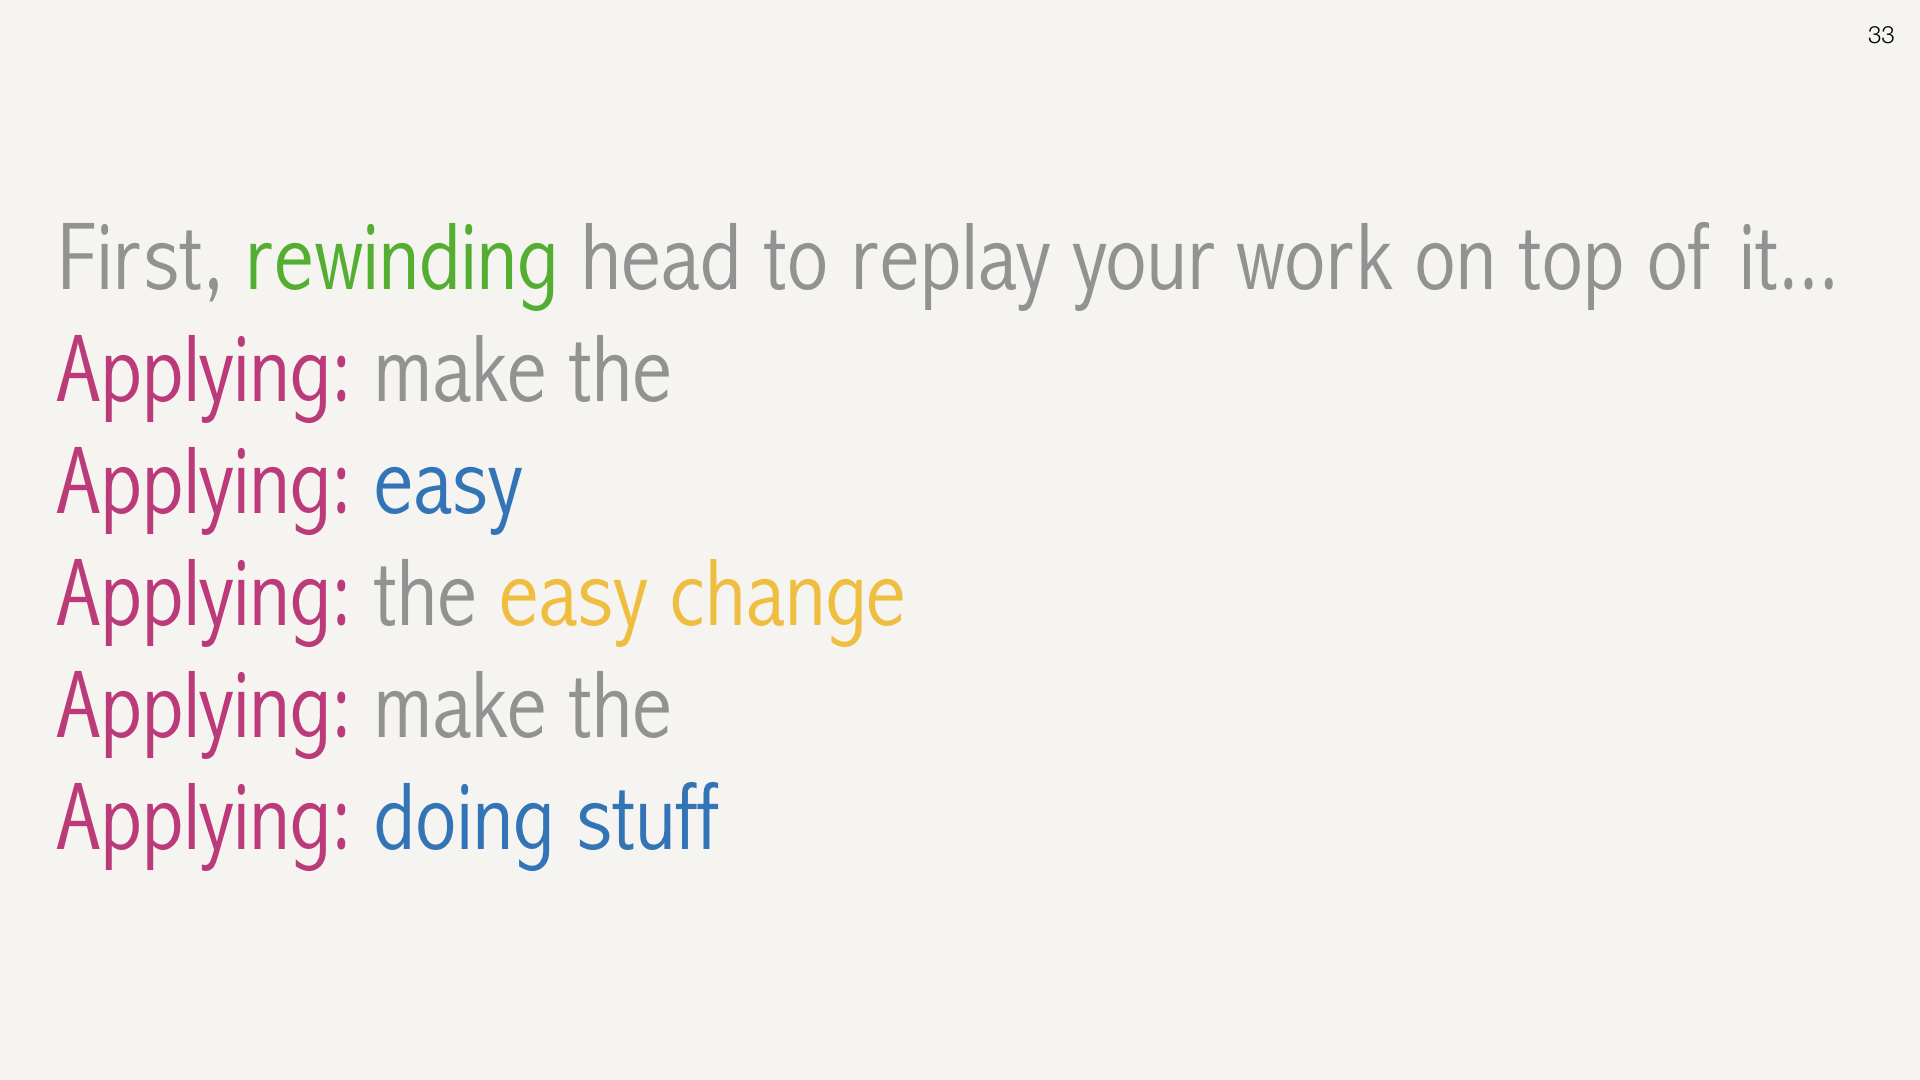 33
First, rewinding head to replay your work on top of it...
Applying: make the
Applying: easy
Applying: the easy change
Applying: make the
Applying: doing stuff